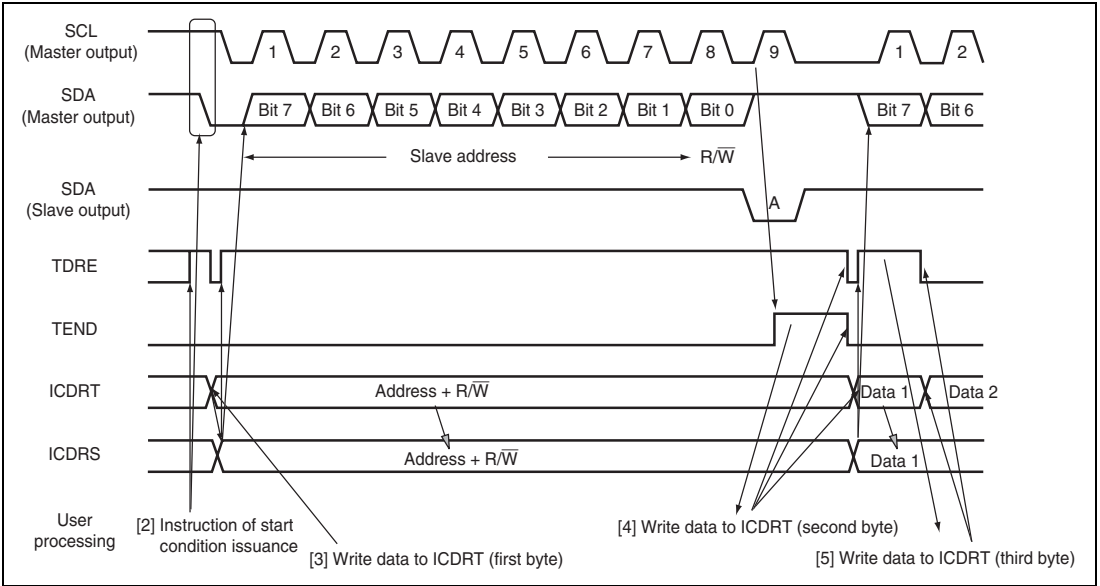 SCL
(Master output)
1 2 3 4 5 6 7 8 9 1 2
SDA
(Master output)
Bit 7 Bit 6 Bit 5 Bit 4 Bit 3 Bit 2 Bit 1 Bit 0 Bit 7 Bit 6
Slave address R/W̅
SDA
(Slave output)
A
TDRE
TEND
ICDRT
Address + R/W̅ Data 1 Data 2
ICDRS
Address + R/W̅ Data 1
User
processing
[2] Instruction of start
condition issuance
[3] Write data to ICDRT (first byte)
[4] Write data to ICDRT (second byte)
[5] Write data to ICDRT (third byte)